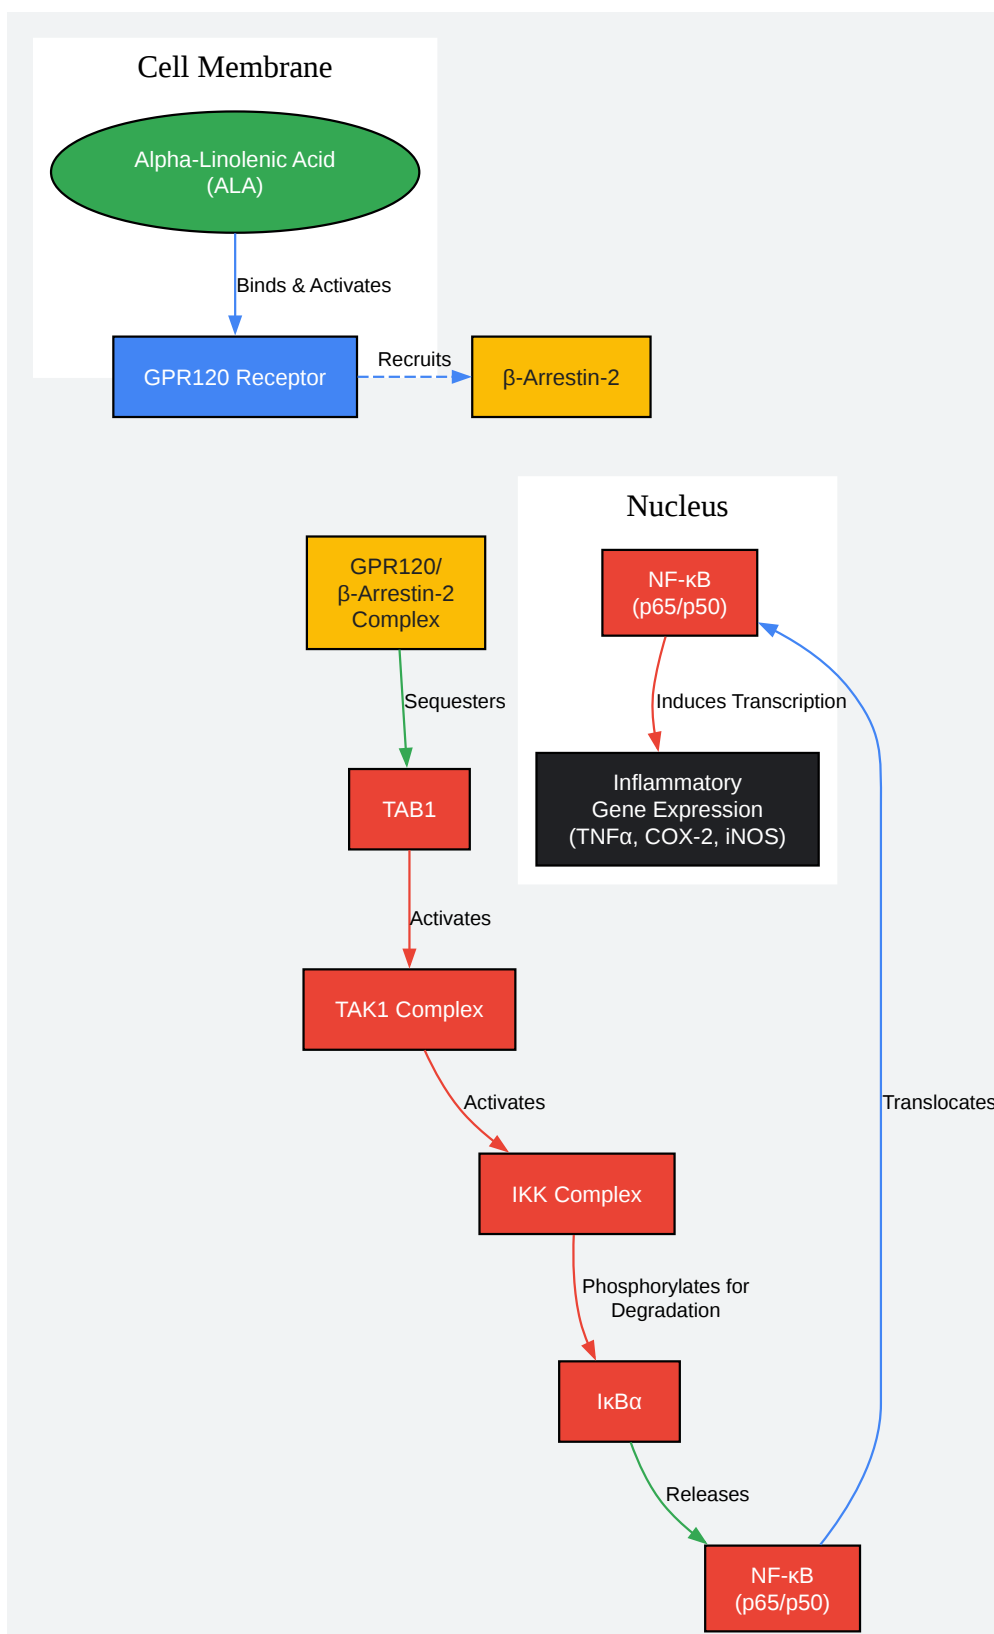 Cell Membrane
Alpha-Linolenic Acid
(ALA)
Binds & Activates
GPR120 Receptor
Recruits
β-Arrestin-2
GPR120/
β-Arrestin-2
Complex
Sequesters
TAB1
Nucleus
NF-κB
(p65/p50)
Induces Transcription
Inflammatory
Gene Expression
(TNFα, COX-2, iNOS)
Activates
TAK1 Complex
Activates
Translocates
IKK Complex
Phosphorylates for
Degradation
IκBα
Releases
NF-κB
(p65/p50)